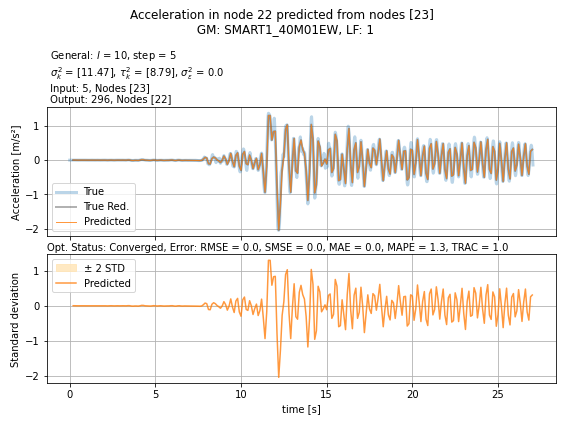 Acceleration in node 22 predicted from nodes [23]
GM: SMART1_40M01EW, LF: 1
General: l = 10, step = 5
σ²ₖ = [11.47], τ²ₖ = [8.79], σ²ε = 0.0
Input: 5, Nodes [23]
Output: 296, Nodes [22]
Acceleration [m/s²]
1
0
−1
−2
True
True Red.
Predicted
Opt. Status: Converged, Error: RMSE = 0.0, SMSE = 0.0, MAE = 0.0, MAPE = 1.3, TRAC = 1.0
Standard deviation
1
0
−1
−2
± 2 STD
Predicted
0 5 10 15 20 25
time [s]